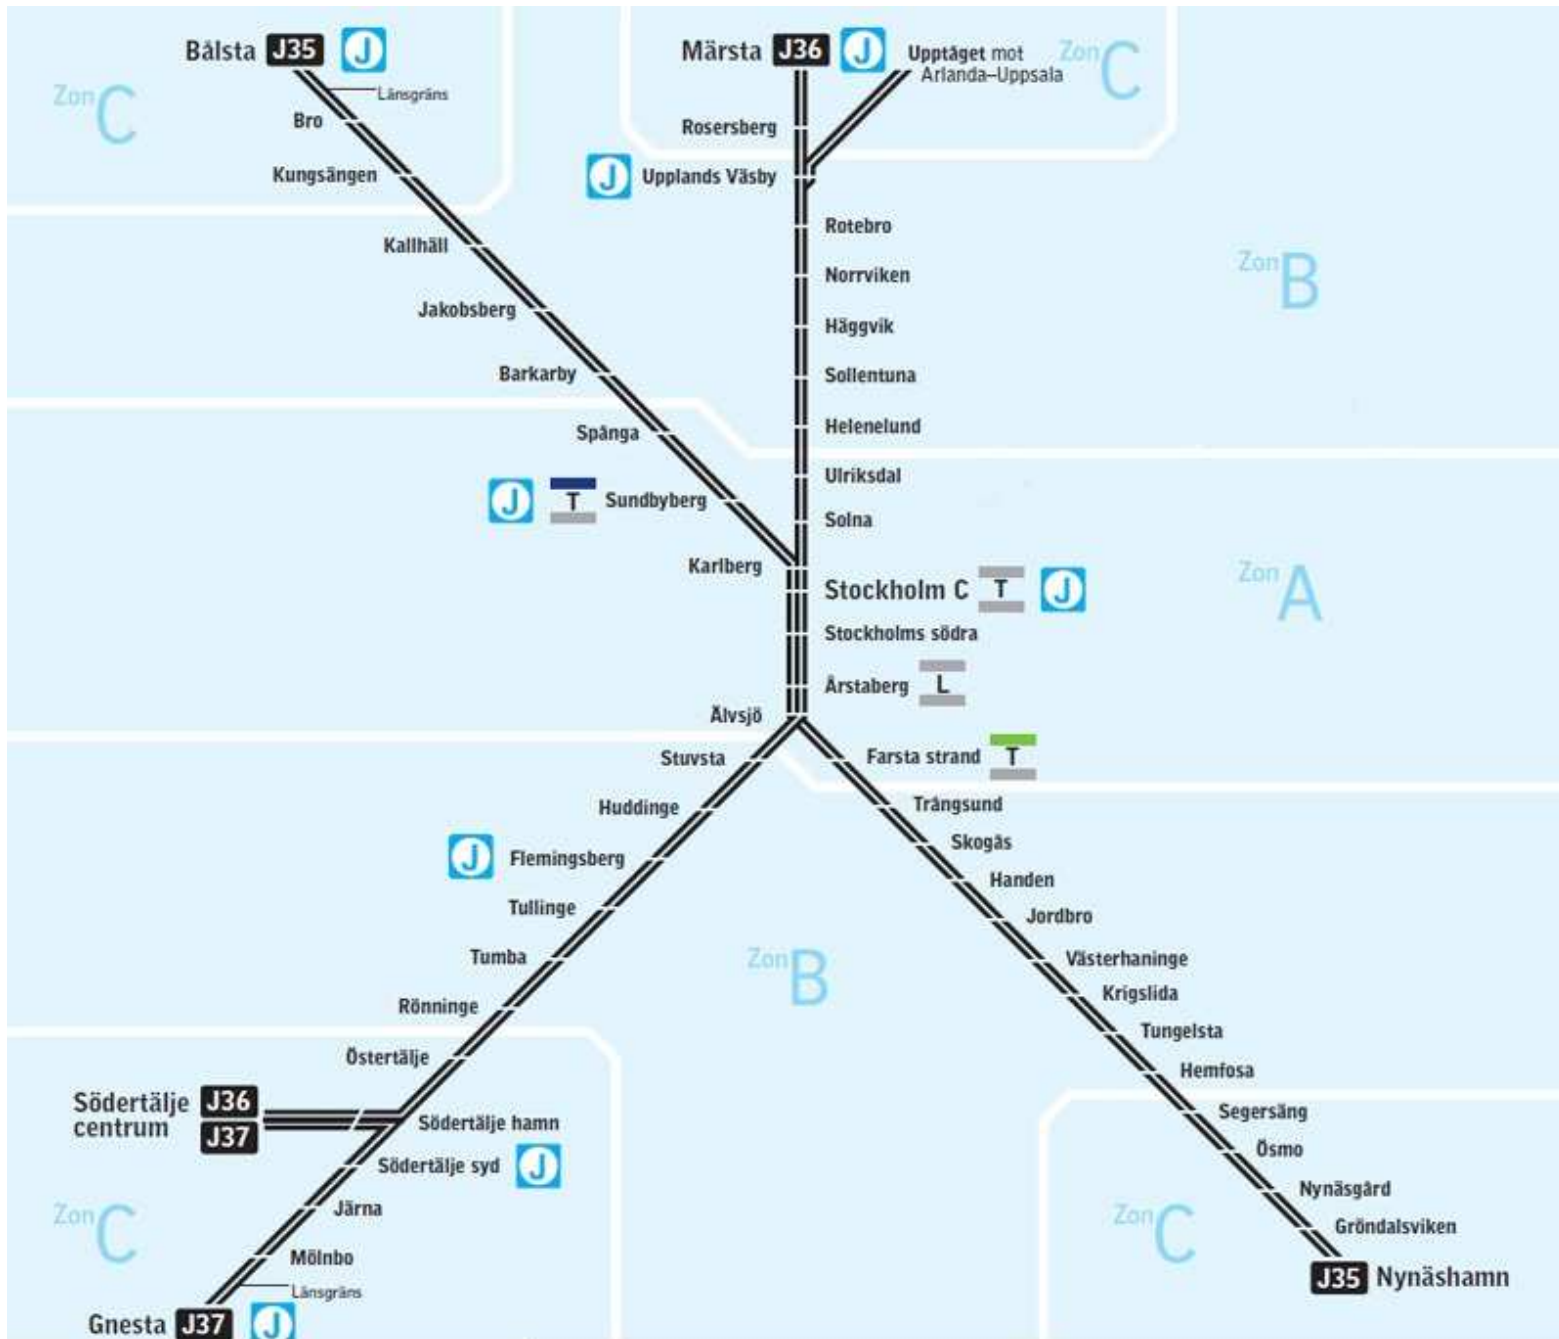 Bålsta J35 J
Märsta J36 J
Upptåget mot
Arlanda–Uppsala
Zon C
Zon C
Länsgräns
Bro
Rosersberg
Kungsängen
J Upplands Väsby
Rotebro
Kallhäll
Zon B
Norrviken
Jakobsberg
Häggvik
Barkarby
Sollentuna
Helenelund
Spånga
Ulriksdal
J T Sundbyberg
Solna
Karlberg
Stockholm C T J
Zon A
Stockholms södra
Årstaberg L
Älvsjö
Stuvsta
Farsta strand T
Huddinge
Trångsund
Skogås
J Flemingsberg
Handen
Tullinge
Jordbro
Tumba
Västerhaninge
Zon B
Krigslida
Rönninge
Tungelsta
Östertälje
Hemfosa
Södertälje
centrum
J36
J37
Södertälje hamn
Segersäng
Ösmo
Södertälje syd J
Nynäsgård
Järna
Zon C
Zon C
Gröndalsviken
Mölnbo
J35 Nynäshamn
Länsgräns
Gnesta J37 J